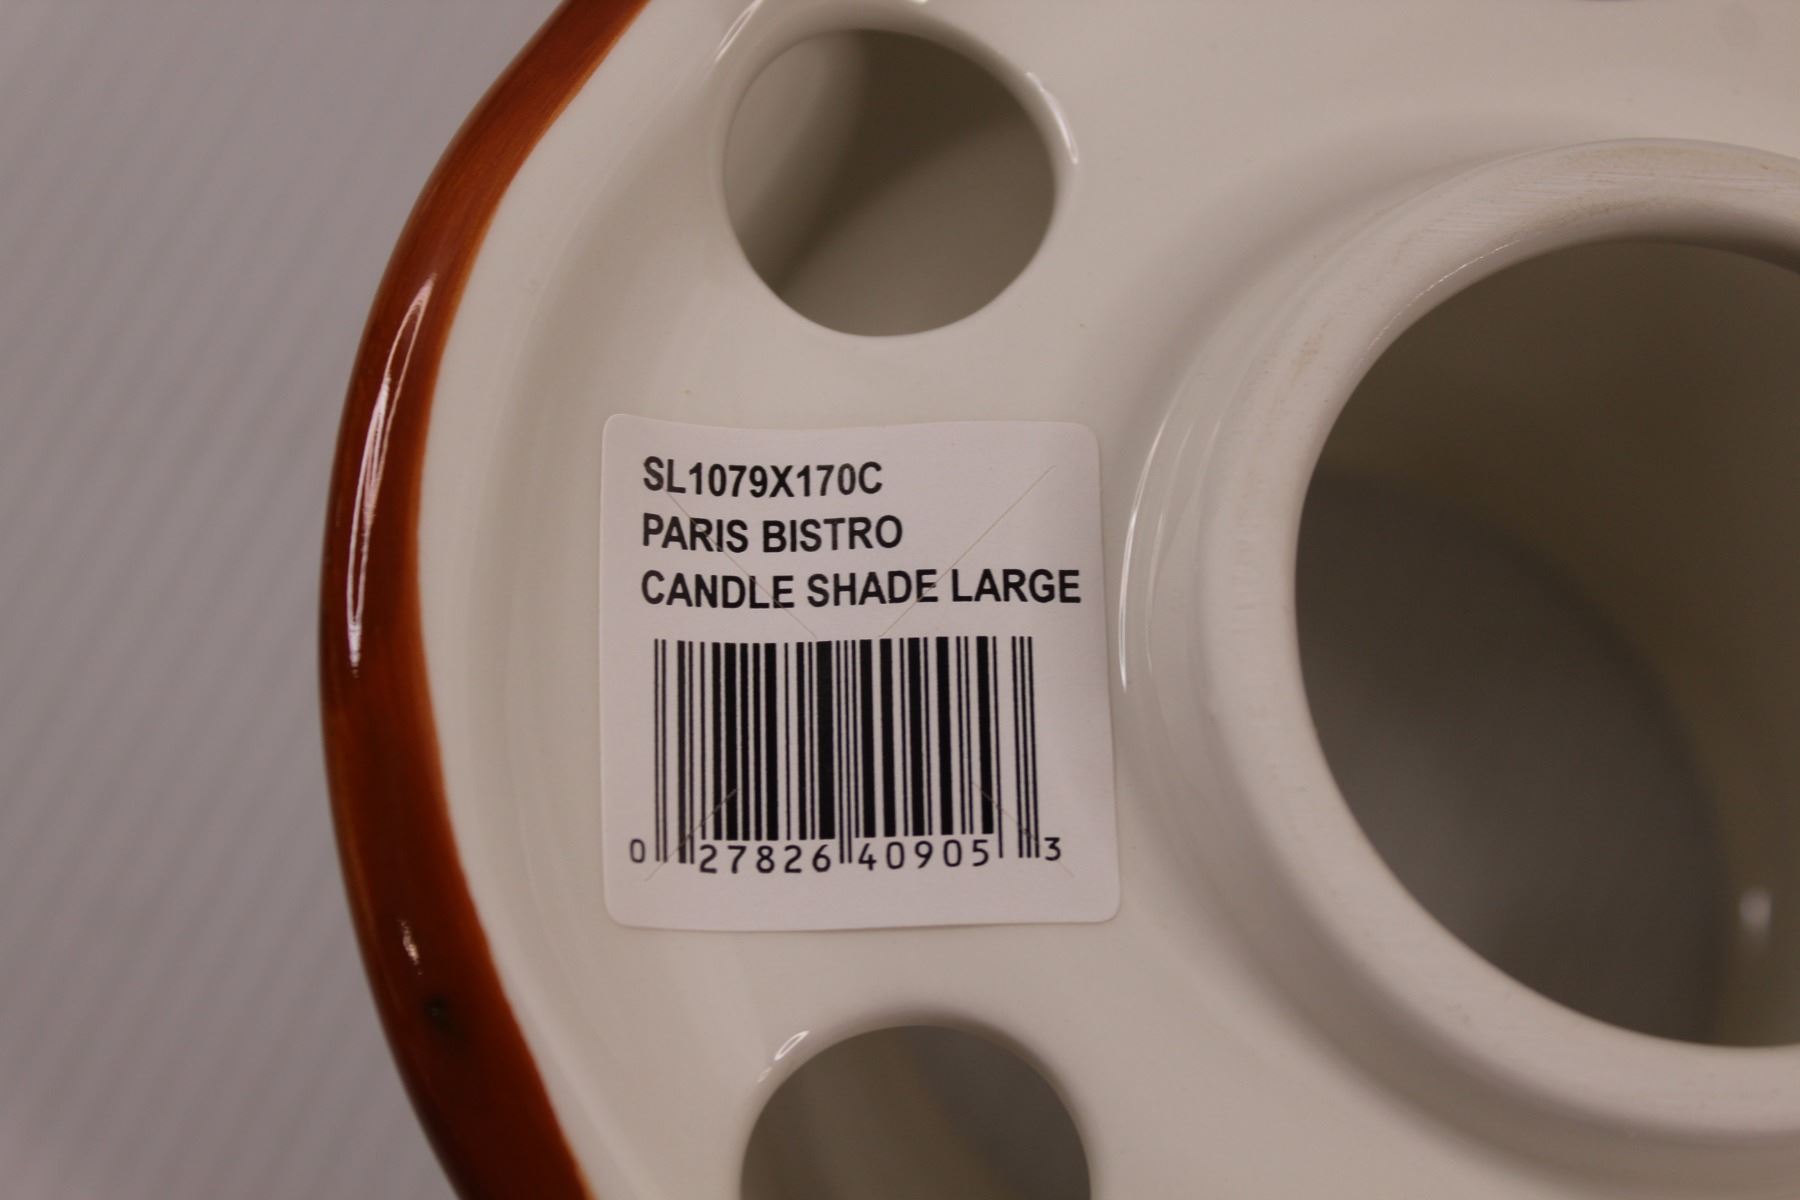 SL1079X170C
PARIS BISTRO
CANDLE SHADE LARGE
0 27826 40905 3